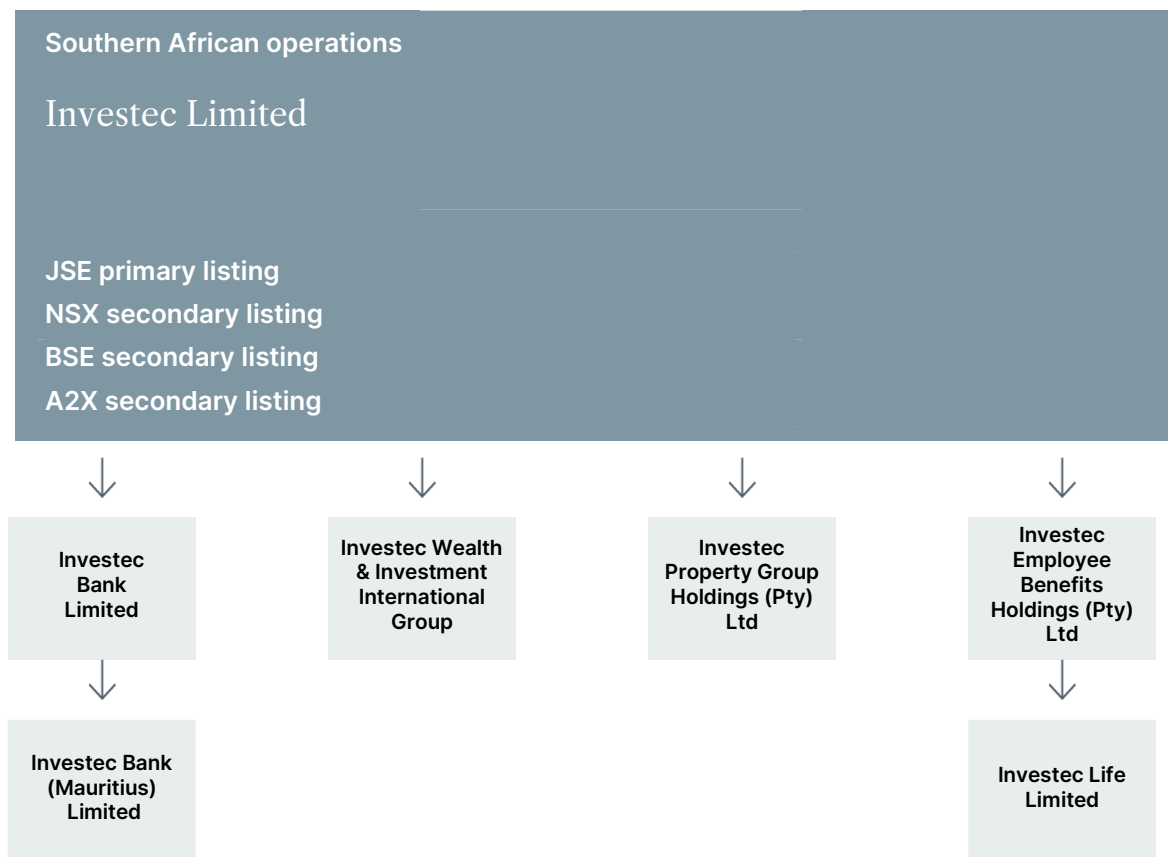 Southern African operations
Investec Limited
JSE primary listing
NSX secondary listing
BSE secondary listing
A2X secondary listing
Investec
Bank
Limited
Investec Wealth
& Investment
International
Group
Investec
Property Group
Holdings (Pty)
Ltd
Investec
Employee
Benefits
Holdings (Pty)
Ltd
Investec Bank
(Mauritius)
Limited
Investec Life
Limited